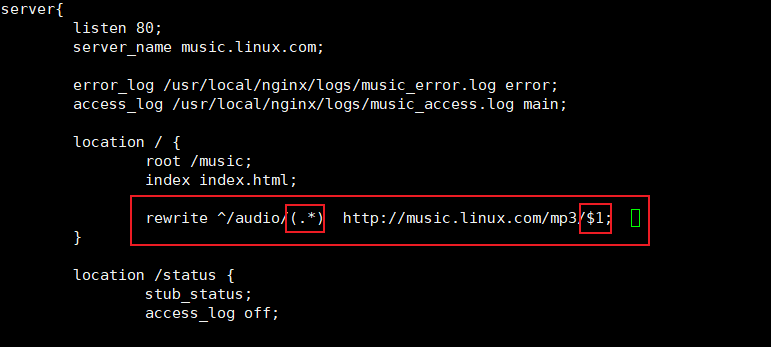 server{
listen 80;
server_name music.linux.com;
error_log /usr/local/nginx/logs/music_error.log error;
access_log /usr/local/nginx/logs/music_access.log main;
location / {
root /music;
index index.html;
rewrite ^/audio/(.*)  http://music.linux.com/mp3/$1;
}
location /status {
stub_status;
access_log off;